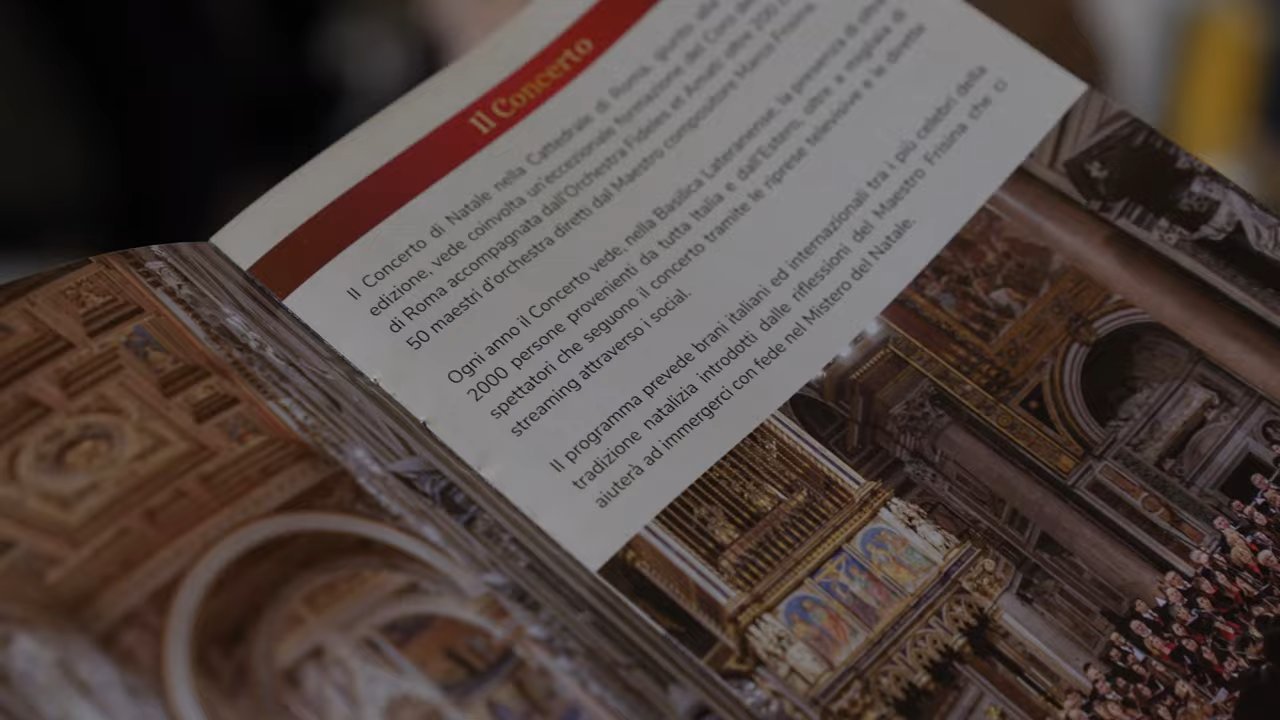 Il Concerto
Il Concerto di Natale nella Cattedrale di Roma, giunto alla
edizione, vede coinvolta un'eccezionale formazione del Coro della
di Roma accompagnata dall'Orchestra Fideles et Amati oltre 200
50 maestri d'orchestra diretti dal Maestro compositore Marco Frisina.
Ogni anno il Concerto vede, nella Basilica Lateranense, la presenza di oltre
2000 persone provenienti da tutta Italia e dall'Estero, oltre a migliaia di
spettatori che seguono il concerto tramite le riprese televisive e le dirette
streaming attraverso i social.
Il programma prevede brani italiani ed internazionali tra i più celebri della
tradizione natalizia introdotti dalle riflessioni del Maestro Frisina che ci
aiuterà ad immergerci con fede nel Mistero del Natale.